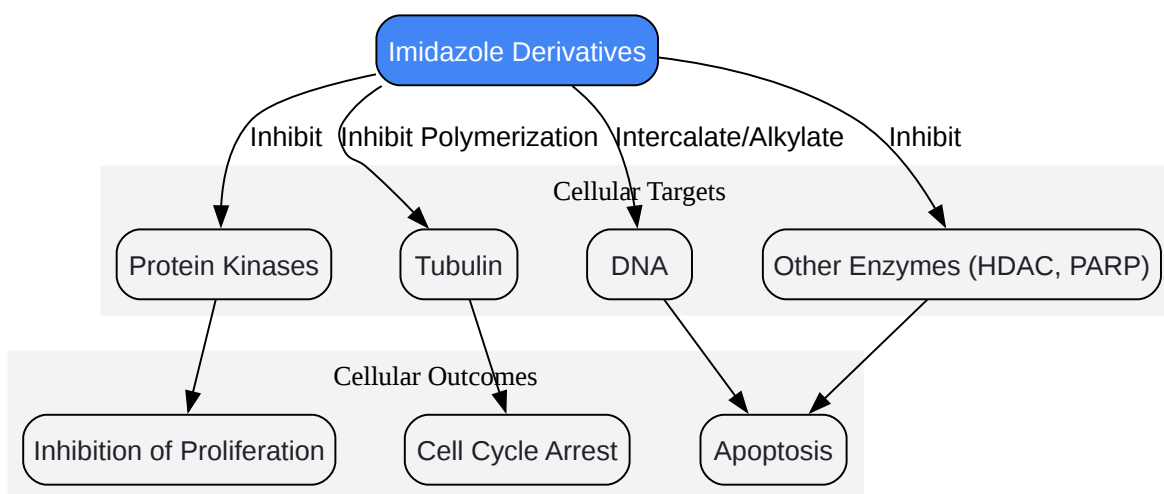 Imidazole Derivatives
Inhibit
Inhibit Polymerization
Intercalate/Alkylate
Inhibit
Cellular Targets
Protein Kinases
Tubulin
DNA
Other Enzymes (HDAC, PARP)
Cellular Outcomes
Inhibition of Proliferation
Cell Cycle Arrest
Apoptosis